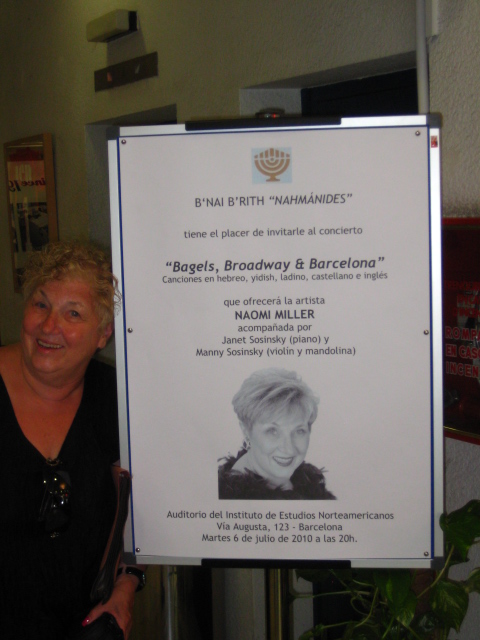 B'NAI B'RITH "NAHMÁNIDES"
tiene el placer de invitarle al concierto
"Bagels, Broadway & Barcelona"
Canciones en hebreo, yidish, ladino, castellano e inglés
que ofrecerá la artista
NAOMI MILLER
acompañada por
Janet Sosinsky (piano) y
Manny Sosinsky (violín y mandolina)
Auditorio del Instituto de Estudios Norteamericanos
Vía Augusta, 123 - Barcelona
Martes 6 de julio de 2010 a las 20h.